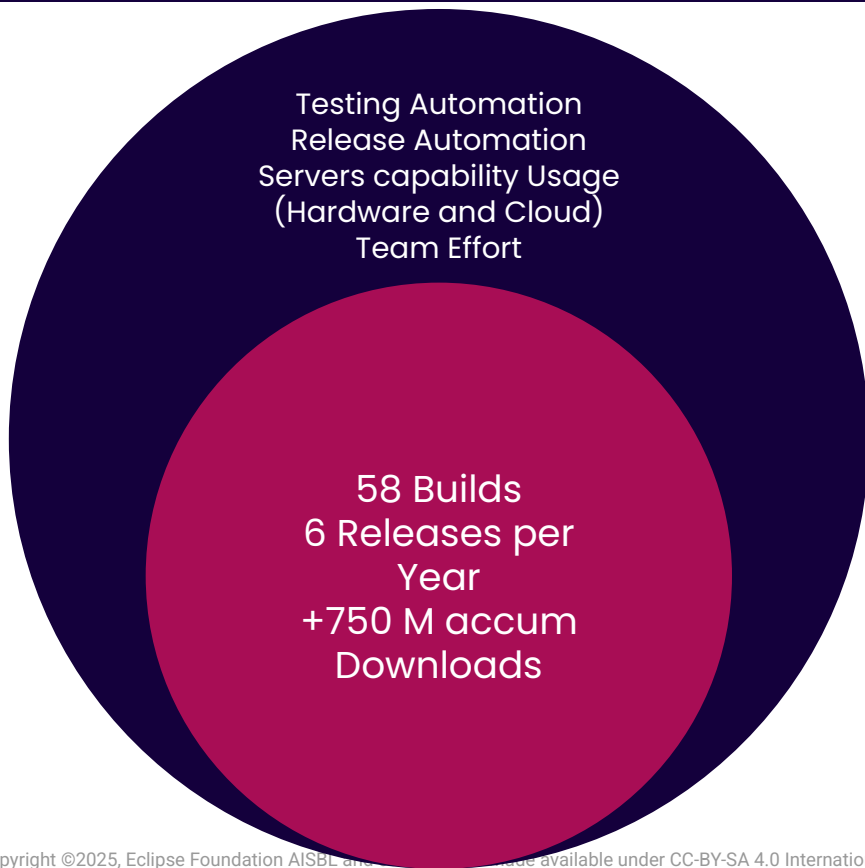 Testing Automation
Release Automation
Servers capability Usage
(Hardware and Cloud)
Team Effort
58 Builds
6 Releases per
Year
+750 M accum
Downloads
pyright ©2025, Eclipse Foundation AISBL and available under CC-BY-SA 4.0 Internatio